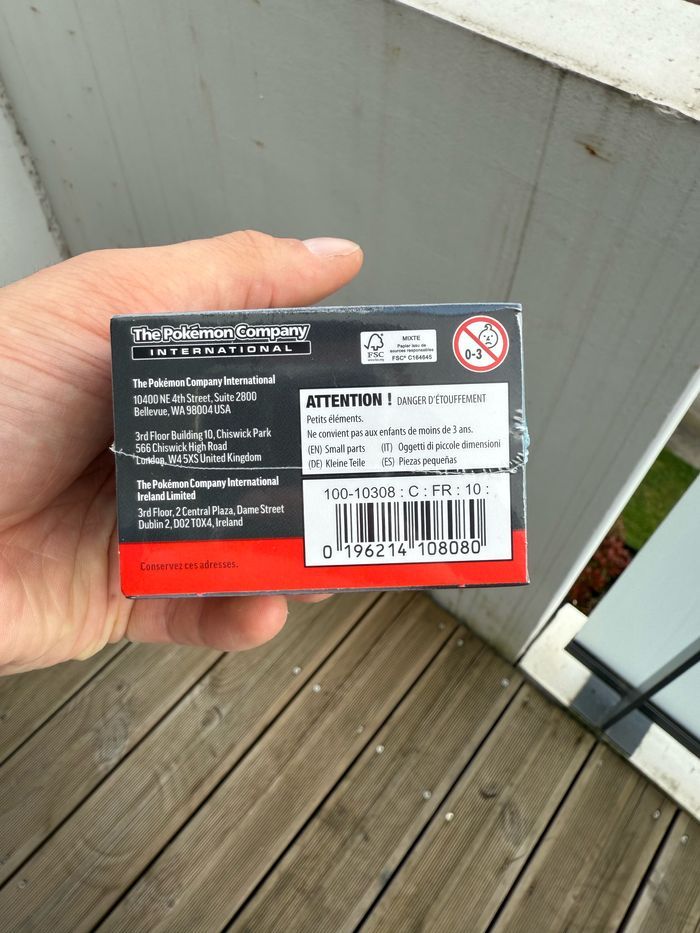 The Pokémon Company
INTERNATIONAL
The Pokémon Company International
10400 NE 4th Street, Suite 2800
Bellevue, WA 98004 USA
3rd Floor Building 10, Chiswick Park
566 Chiswick High Road
London, W4 5XS United Kingdom
The Pokémon Company International
Ireland Limited
3rd Floor, 2 Central Plaza, Dame Street
Dublin 2, D02 T0X4, Ireland
Conservez ces adresses.
FSC
MIXTE
Papier issu de
sources responsables
FSC® C164645
0-3
ATTENTION ! DANGER D'ÉTOUFFEMENT
Petits éléments.
Ne convient pas aux enfants de moins de 3 ans.
(EN) Small parts (IT) Oggetti di piccole dimensioni
(DE) Kleine Teile (ES) Piezas pequeñas
100-10308 : C : FR : 10 :
0 196214 108080